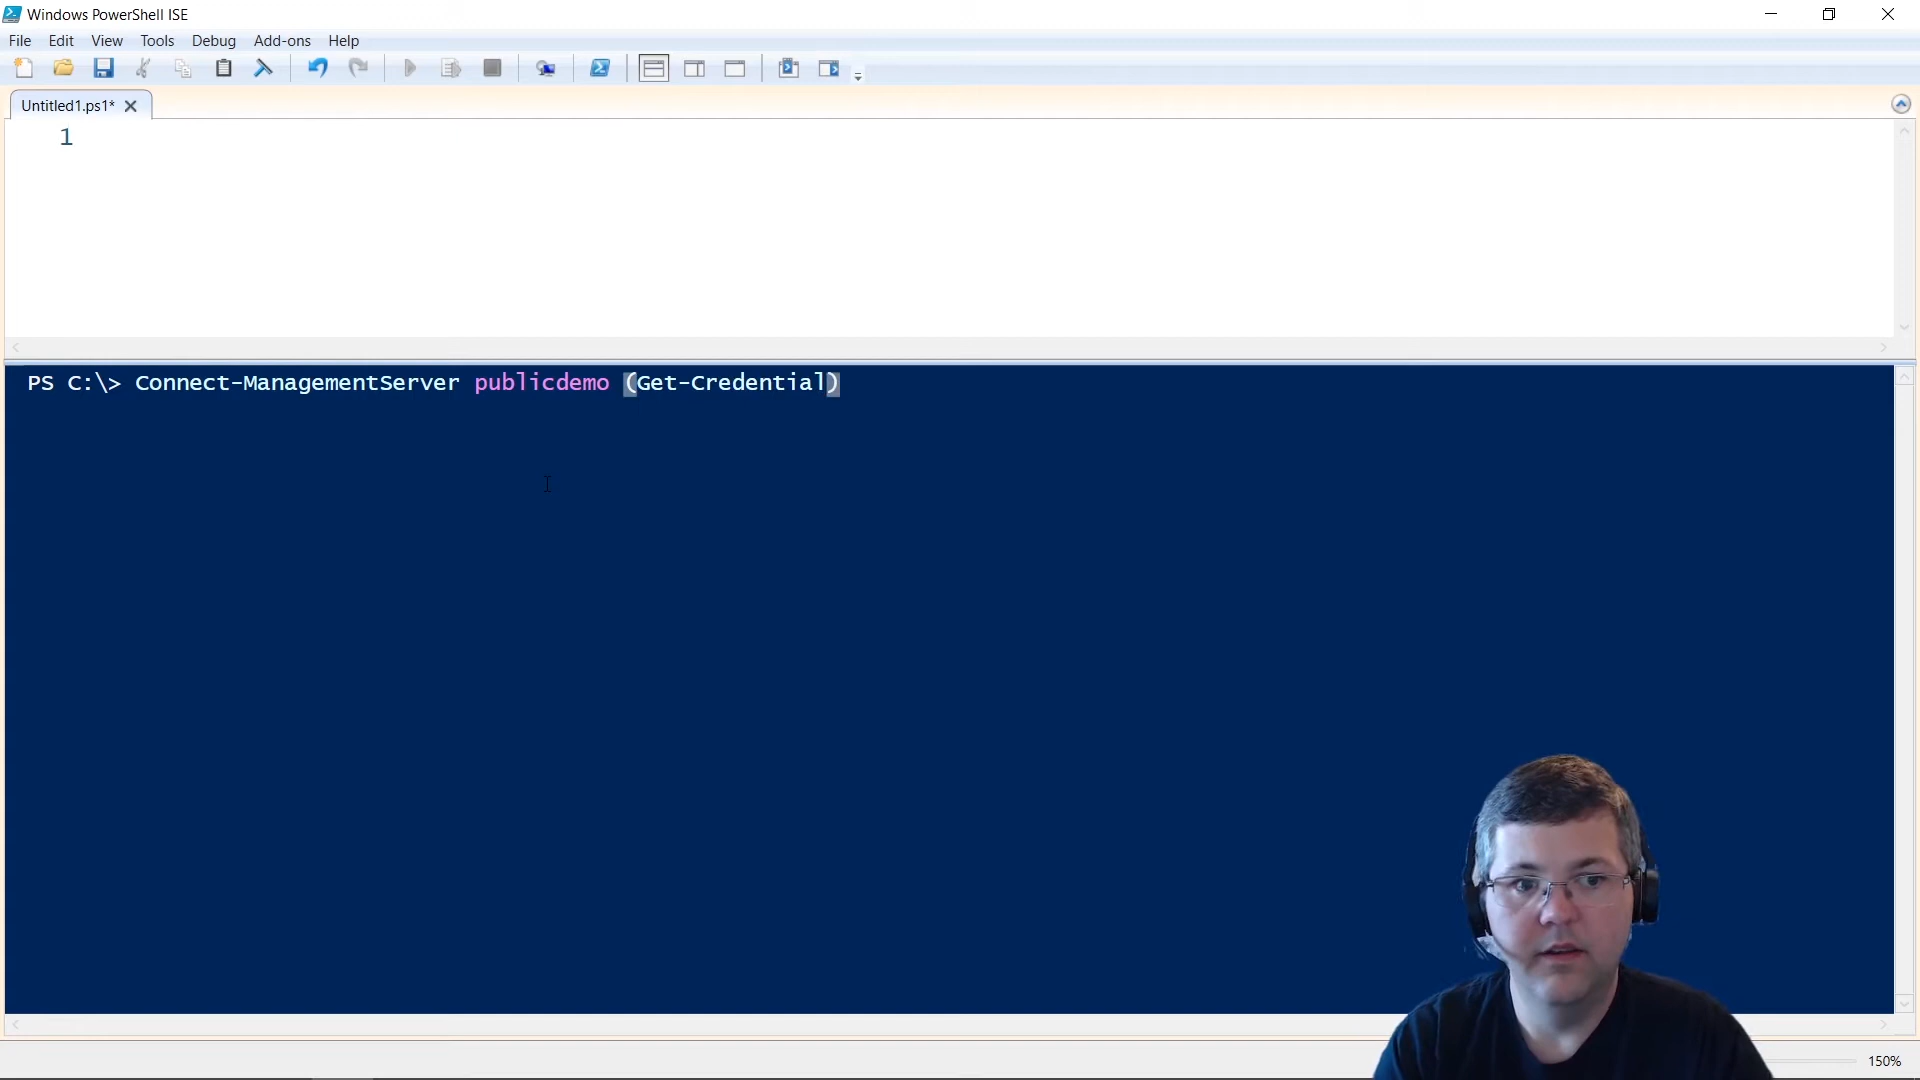 Windows PowerShell ISE
File Edit View Tools Debug Add-ons Help
Untitled1.ps1*
1
PS C:\> Connect-ManagementServer publicdemo (Get-Credential)
150%